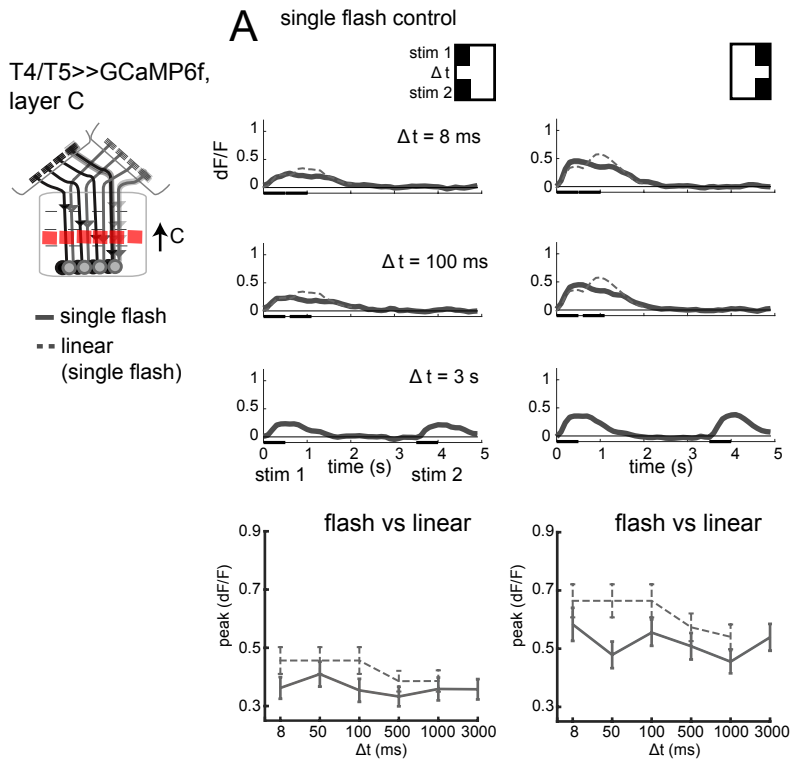 A single flash control
stim 1
Δ t
stim 2
T4/T5>>GCaMP6f,
layer C
C
single flash
linear
(single flash)
dF/F
1
0.5
0
Δ t = 8 ms
1
0.5
0
1
0.5
0
Δ t = 100 ms
1
0.5
0
1
0.5
0
Δ t = 3 s
0 1 2 3 4 5
time (s)
stim 1 stim 2
1
0.5
0
0 1 2 3 4 5
time (s)
flash vs linear
peak (dF/F)
0.9
0.7
0.5
0.3
8 50 100 500 1000 3000
Δt (ms)
flash vs linear
peak (dF/F)
0.9
0.7
0.5
0.3
8 50 100 500 1000 3000
Δt (ms)